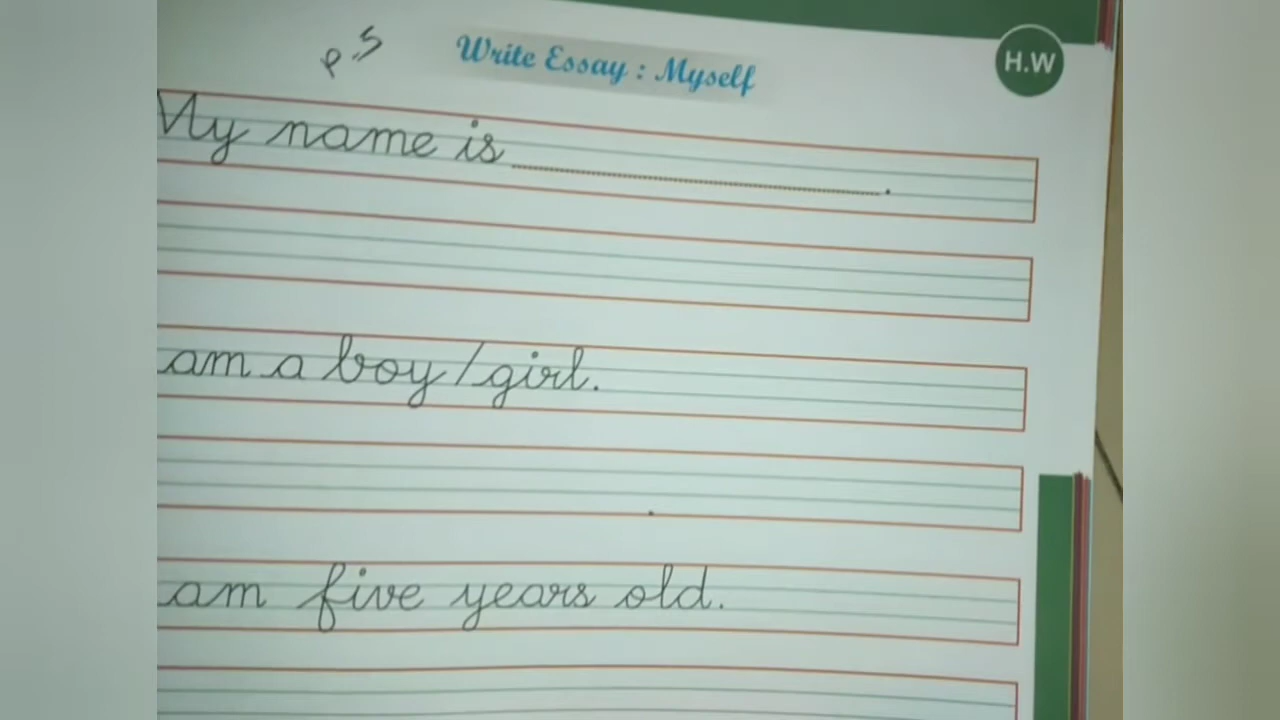 P-5
Write Essay : Myself
H.W
My name is ............................ .
am a boy/girl.
am five years old.